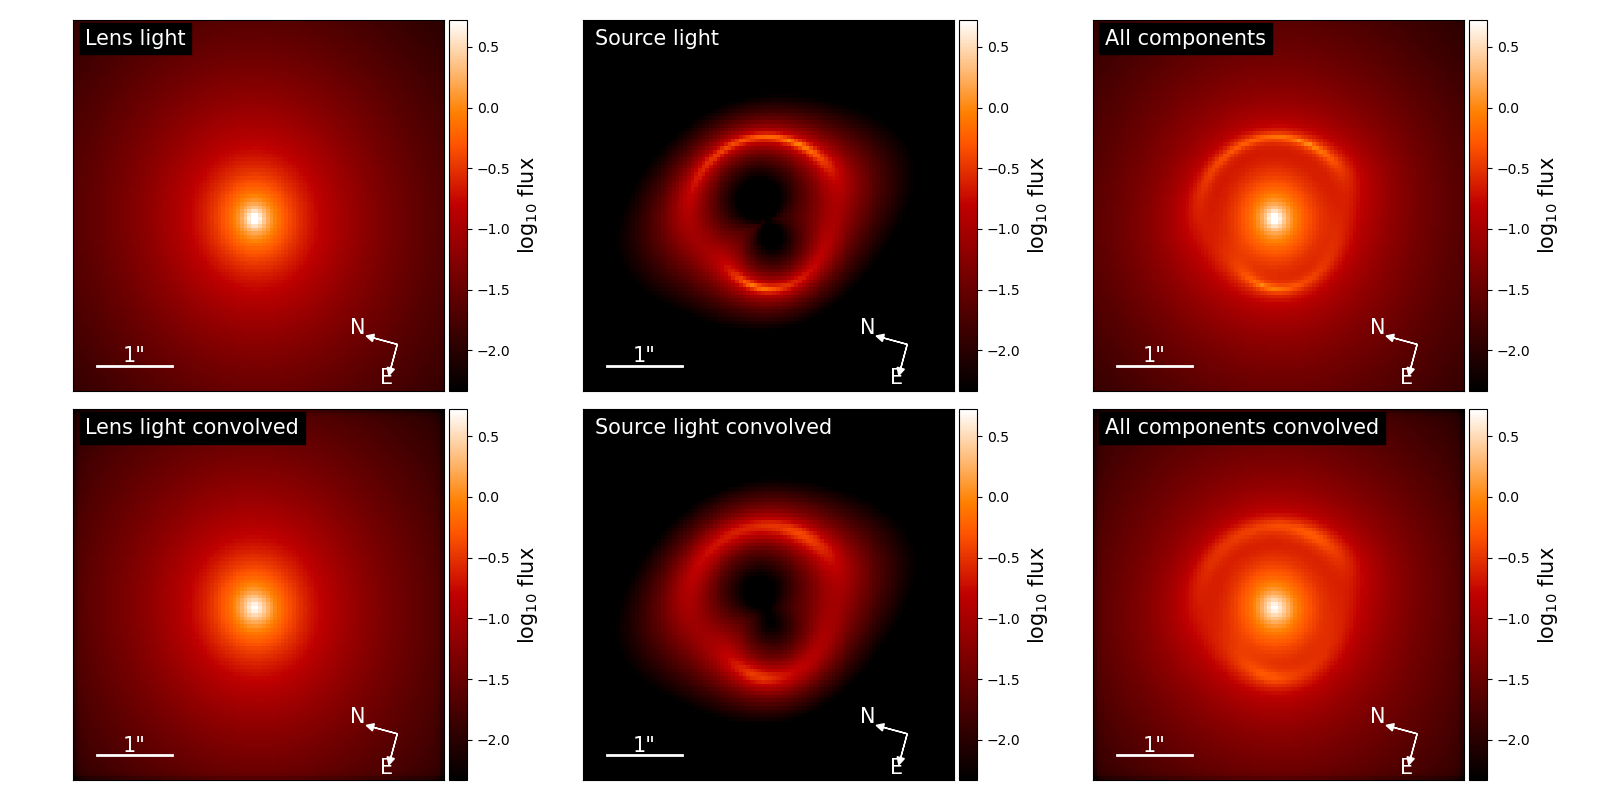 Lens light
1"
N
E
0.5
0.0
−0.5
−1.0
−1.5
−2.0
log₁₀ flux
Source light
1"
N
E
0.5
0.0
−0.5
−1.0
−1.5
−2.0
log₁₀ flux
All components
1"
N
E
0.5
0.0
−0.5
−1.0
−1.5
−2.0
log₁₀ flux
Lens light convolved
1"
N
E
0.5
0.0
−0.5
−1.0
−1.5
−2.0
log₁₀ flux
Source light convolved
1"
N
E
0.5
0.0
−0.5
−1.0
−1.5
−2.0
log₁₀ flux
All components convolved
1"
N
E
0.5
0.0
−0.5
−1.0
−1.5
−2.0
log₁₀ flux